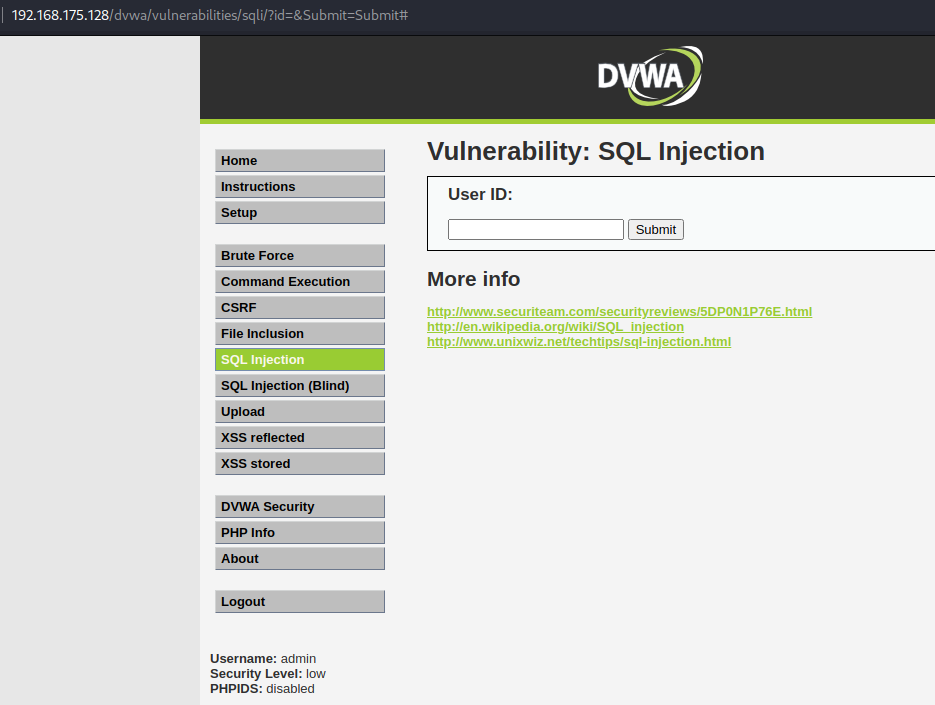 192.168.175.128/dvwa/vulnerabilities/sqli/?id=&Submit=Submit#
DVWA
Home
Instructions
Setup
Brute Force
Command Execution
CSRF
File Inclusion
SQL Injection
SQL Injection (Blind)
Upload
XSS reflected
XSS stored
DVWA Security
PHP Info
About
Logout
Username: admin
Security Level: low
PHPIDS: disabled
Vulnerability: SQL Injection
User ID:
Submit
More info
http://www.securiteam.com/securityreviews/5DP0N1P76E.html
http://en.wikipedia.org/wiki/SQL_injection
http://www.unixwiz.net/techtips/sql-injection.html